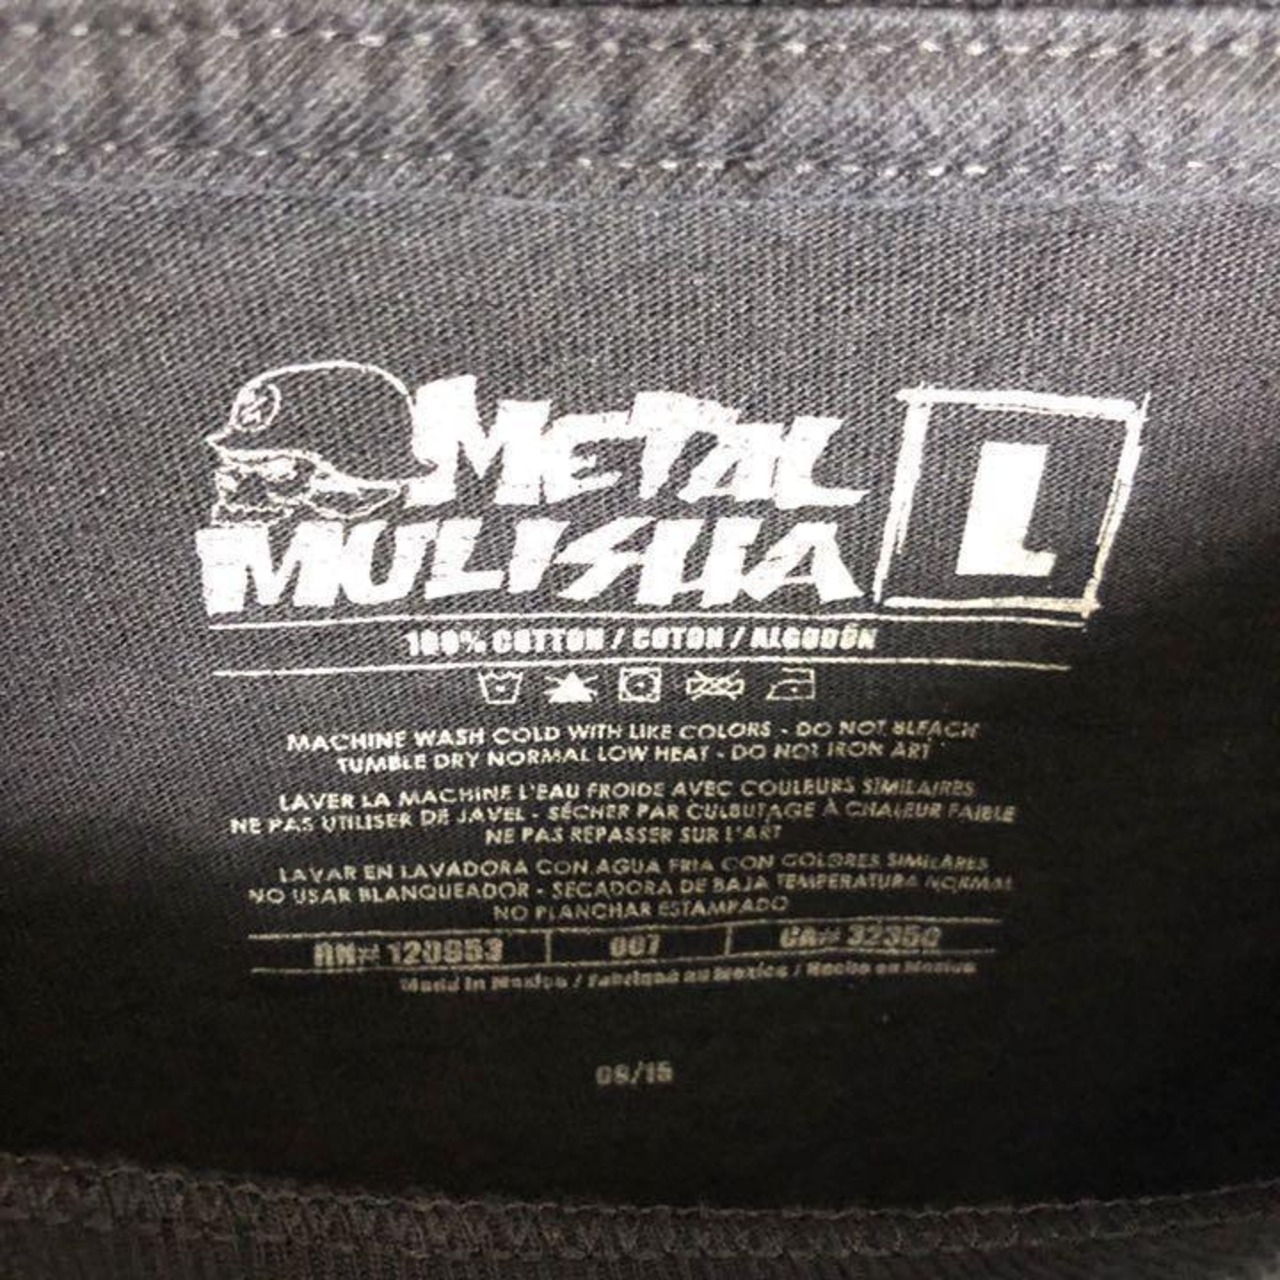 METAL
MULISHA
L
100% COTTON / COTON / ALGODÓN
MACHINE WASH COLD WITH LIKE COLORS - DO NOT BLEACH
TUMBLE DRY NORMAL LOW HEAT - DO NOT IRON ART
LAVER LA MACHINE L'EAU FROIDE AVEC COULEURS SIMILAIRES
NE PAS UTILISER DE JAVEL - SÉCHER PAR CULBUTAGE À CHALEUR FAIBLE
NE PAS REPASSER SUR L'ART
LAVAR EN LAVADORA CON AGUA FRIA CON COLORES SIMILARES
NO USAR BLANQUEADOR - SECADORA DE BAJA TEMPERATURA NORMAL
NO PLANCHAR ESTAMPADO
RN# 120953 | 007 | CA# 32350
Made in Mexico / Fabriqué au Mexico / Hecho en Mexico